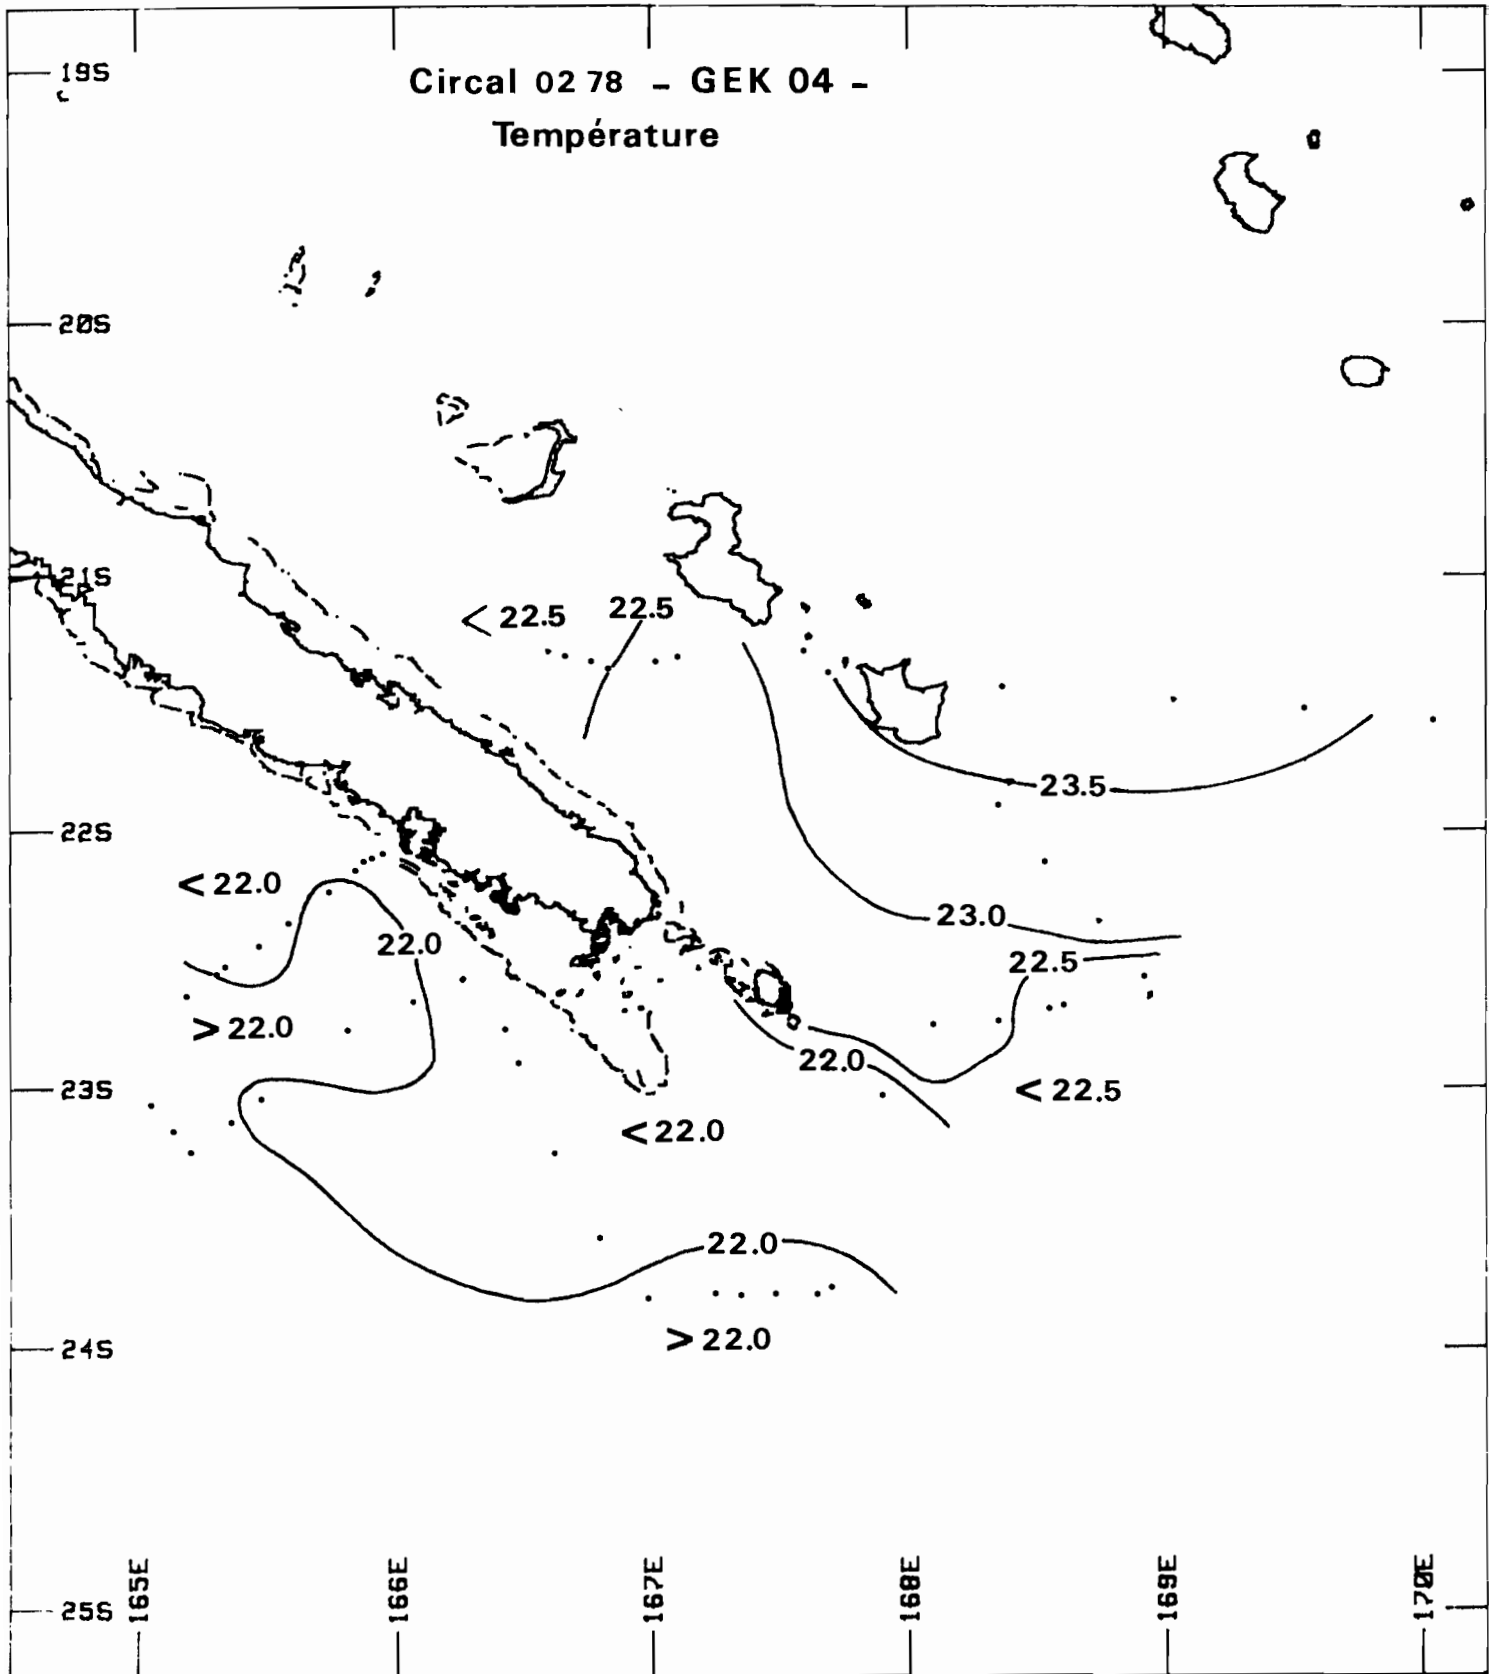 19S
Circal 02 78 - GEK 04 -
Température
20S
21S
< 22.5
22.5
23.5
22S
< 22.0
22.0
23.0
22.5
> 22.0
22.0
23S
< 22.5
< 22.0
22.0
> 22.0
24S
25S
165E
166E
167E
168E
169E
170E